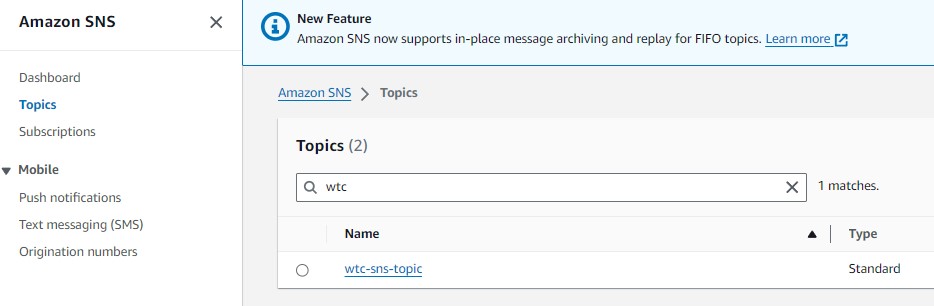 Amazon SNS
Dashboard
Topics
Subscriptions
Mobile
Push notifications
Text messaging (SMS)
Origination numbers
New Feature
Amazon SNS now supports in-place message archiving and replay for FIFO topics. Learn more
Amazon SNS > Topics
Topics (2)
wtc 1 matches.
Name Type
wtc-sns-topic Standard